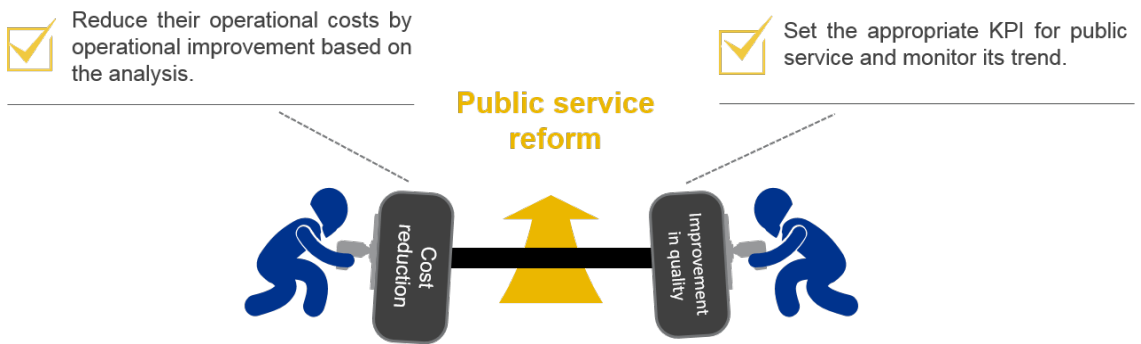 Reduce their operational costs by
operational improvement based on
the analysis.
Set the appropriate KPI for public
service and monitor its trend.
Public service
reform
Cost
reduction
Improvement
in quality